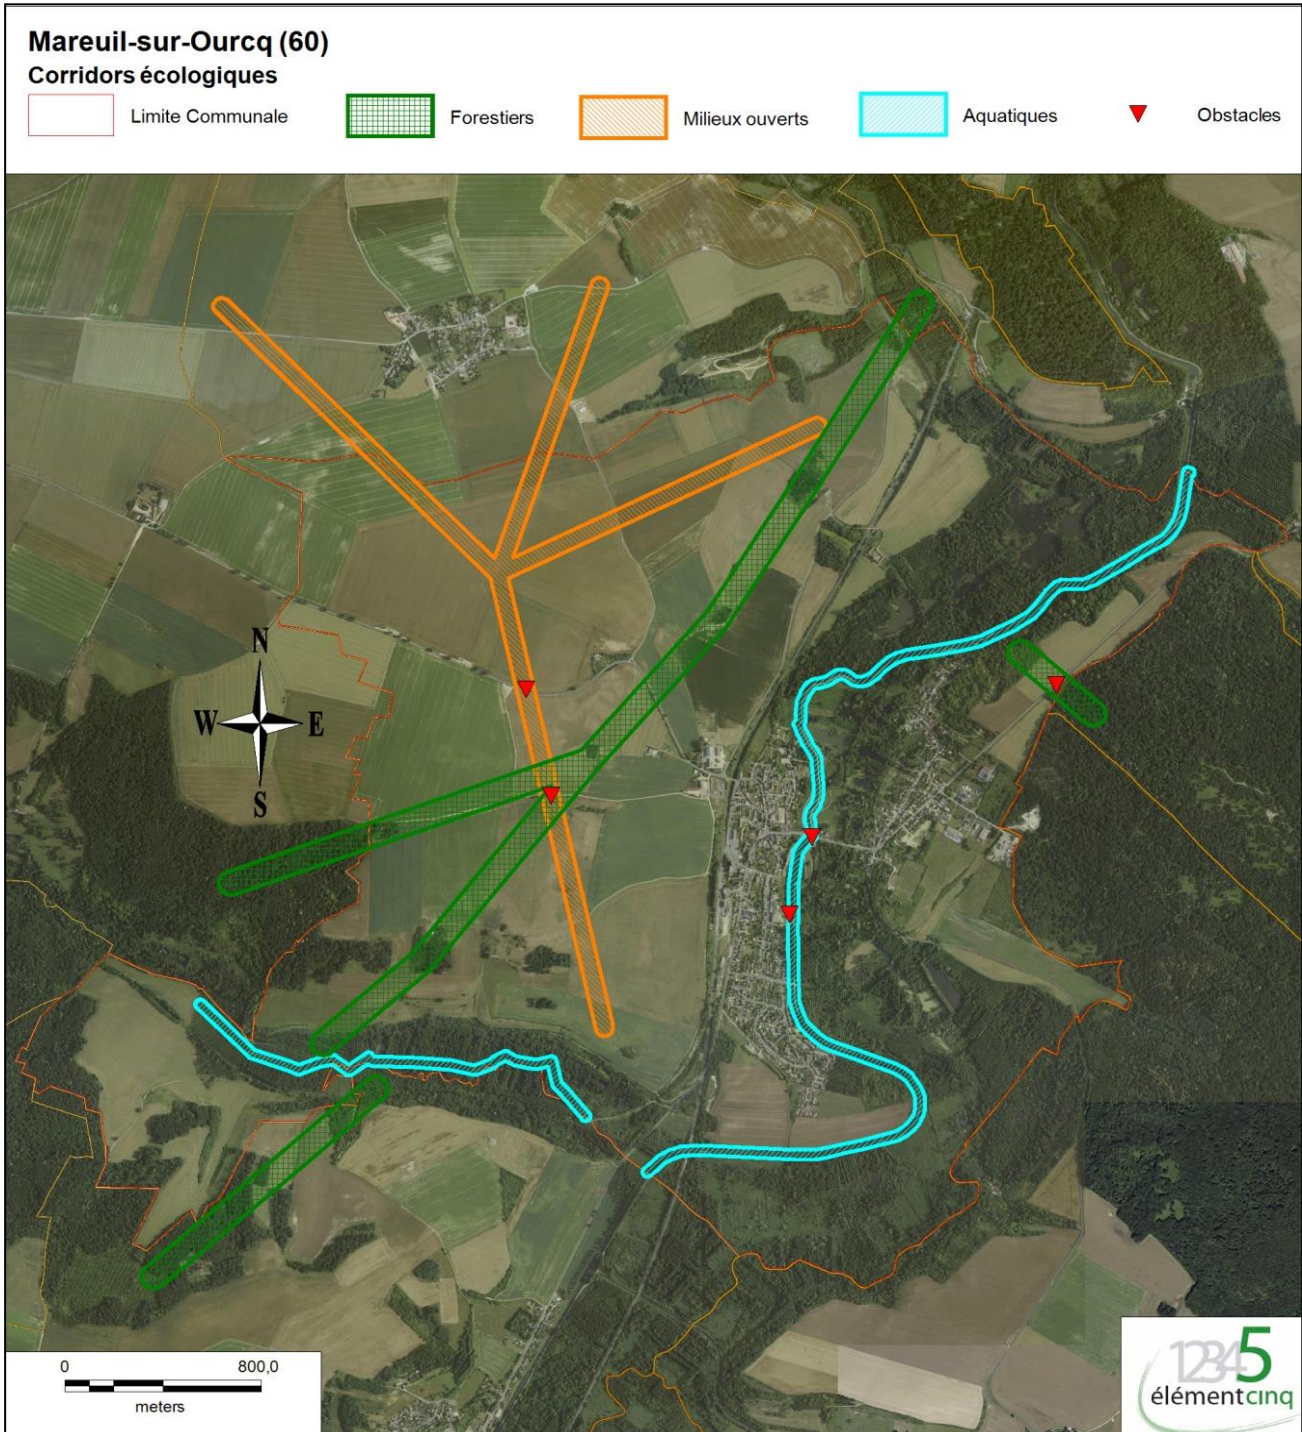 Mareuil-sur-Ourcq (60)
Corridors écologiques
Limite Communale
Forestiers
Milieux ouverts
Aquatiques
Obstacles
N
W E
S
0 800,0
meters
12345
élémentcinq